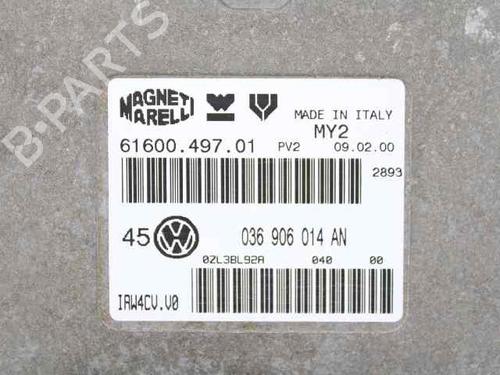 B-PARTS
MAGNETI MARELLI
MADE IN ITALY
MY2
61600.497.01 PV2 09.02.00
2893
45 036 906 014 AN
0ZL3BL92A 040 00
IAW4CV.V0